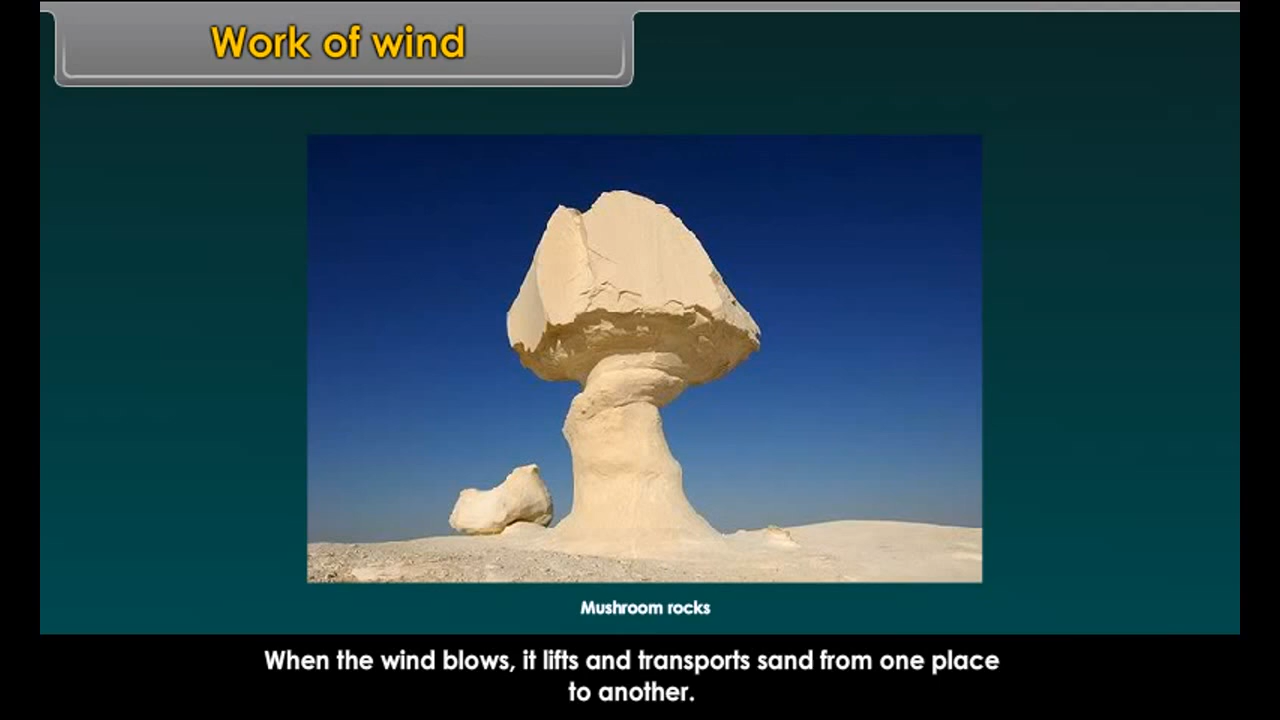 Work of wind
Mushroom rocks
When the wind blows, it lifts and transports sand from one place
to another.